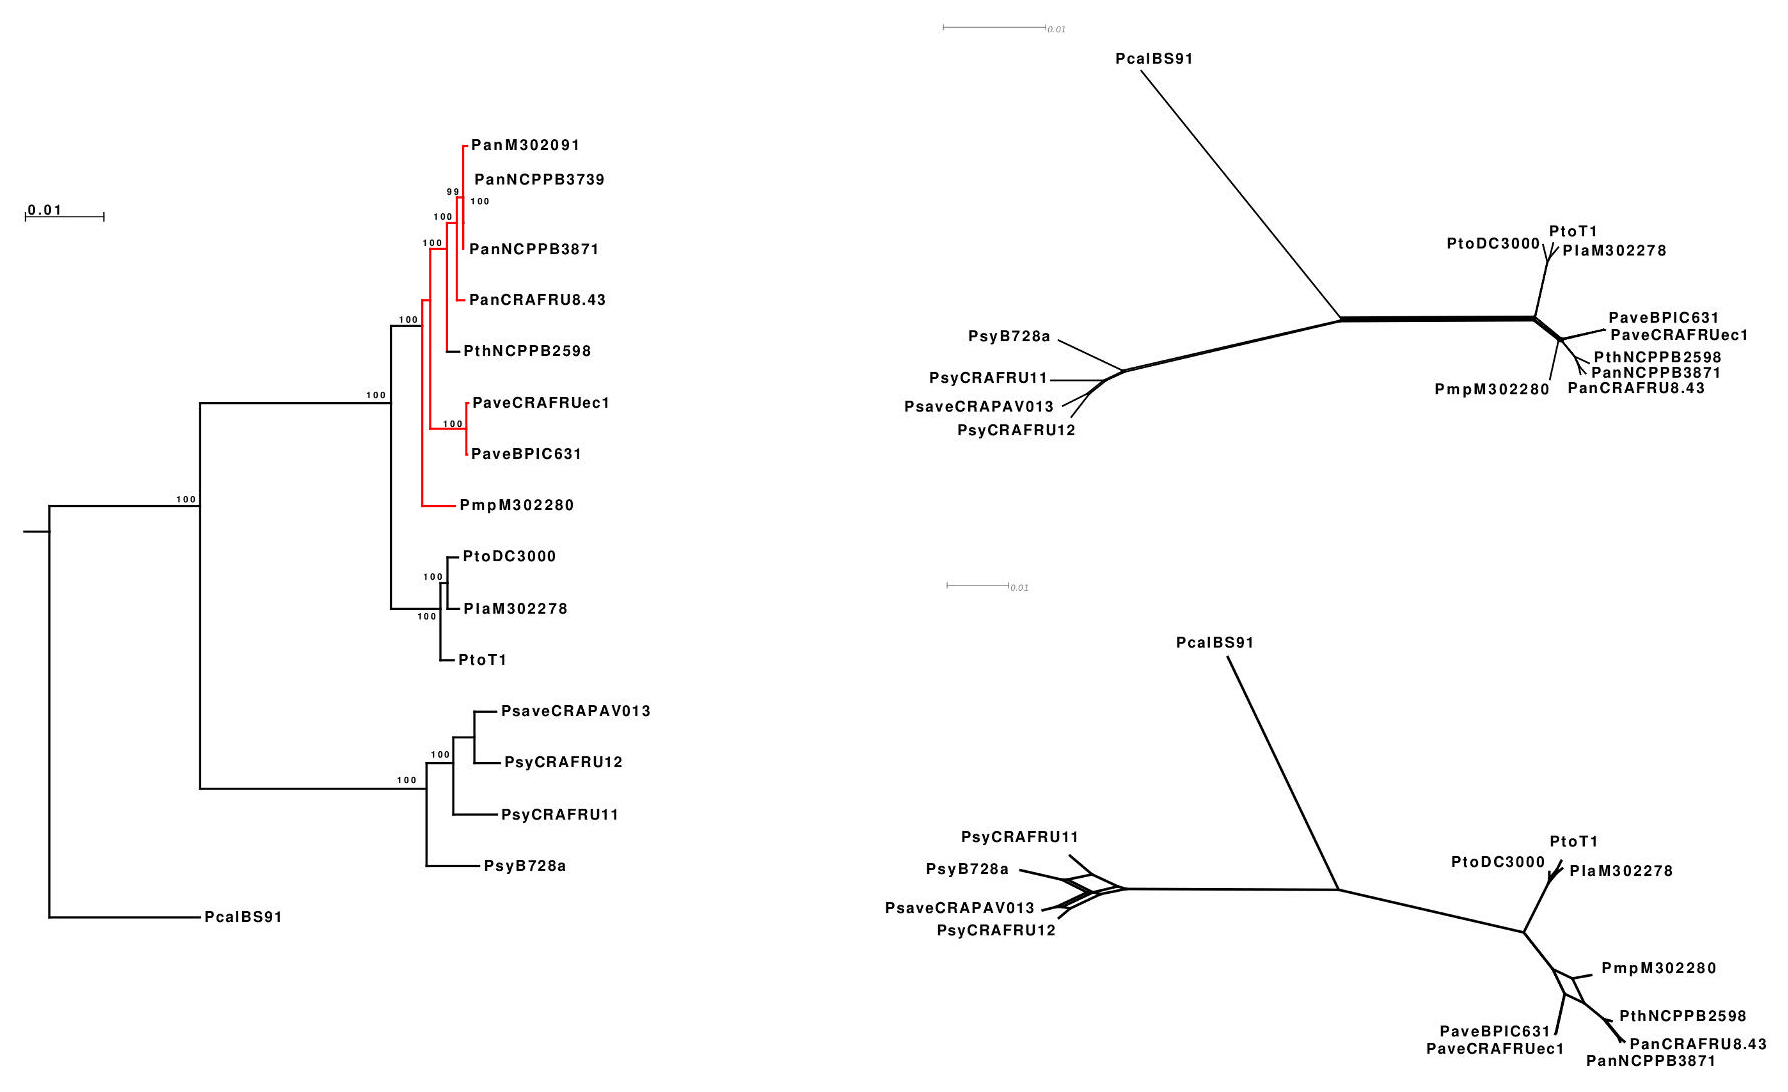 0.01
PanM302091
PanNCPPB3739
99
100
100
100
PanNCPPB3871
PanCRAFRU8.43
100
PthNCPPB2598
100
PaveCRAFRUec1
100
PaveBPIC631
100
PmpM302280
PtoDC3000
100
PlaM302278
100
PtoT1
PsaveCRAPAV013
100
PsyCRAFRU12
100
PsyCRAFRU11
PsyB728a
PcalBS91
0.01
PcalBS91
PtoT1
PtoDC3000
PlaM302278
PaveBPIC631
PaveCRAFRUec1
PthNCPPB2598
PanNCPPB3871
PmpM302280
PanCRAFRU8.43
PsyB728a
PsyCRAFRU11
PsaveCRAPAV013
PsyCRAFRU12
0.01
PcalBS91
PsyCRAFRU11
PsyB728a
PsaveCRAPAV013
PsyCRAFRU12
PtoT1
PtoDC3000
PlaM302278
PmpM302280
PthNCPPB2598
PaveBPIC631
PaveCRAFRUec1
PanCRAFRU8.43
PanNCPPB3871